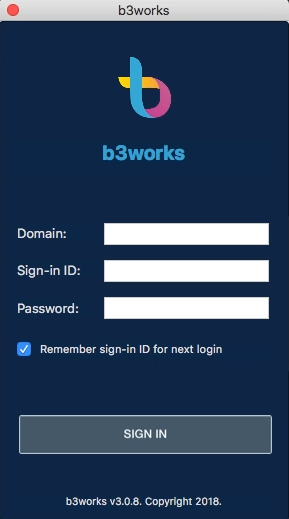 b3works
b3works
Domain:
Sign-in ID:
Password:
Remember sign-in ID for next login
SIGN IN
b3works v3.0.8. Copyright 2018.